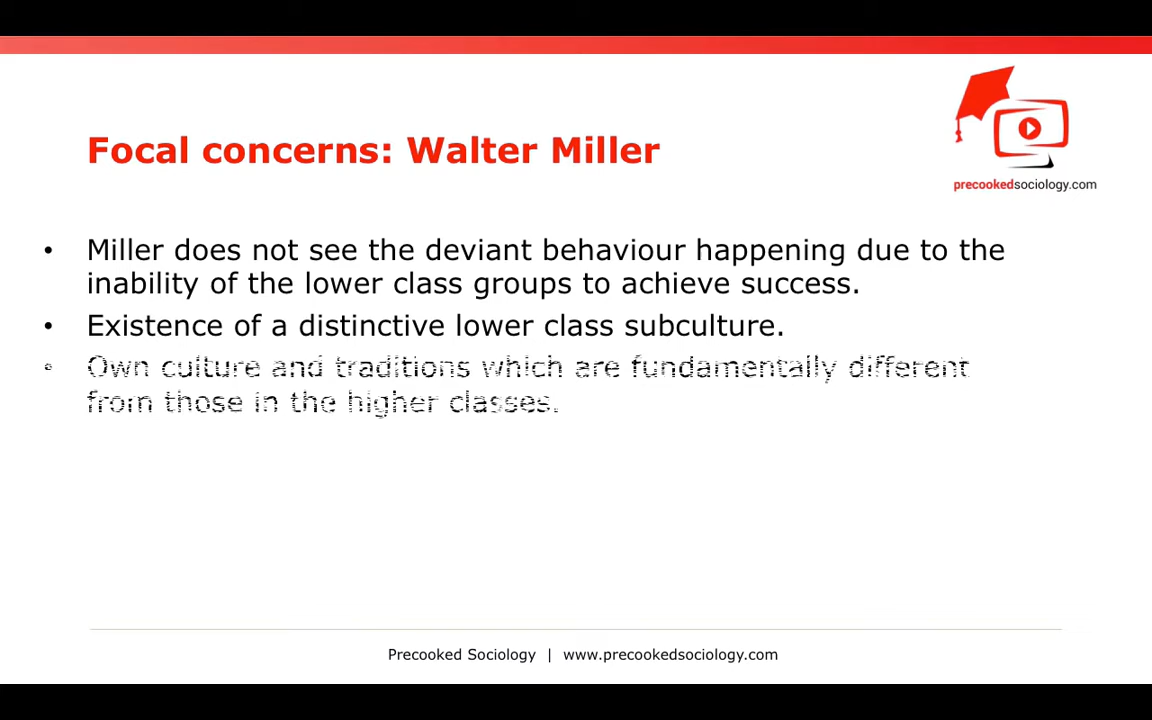 precookedsociology.com
Focal concerns: Walter Miller
• Miller does not see the deviant behaviour happening due to the
inability of the lower class groups to achieve success.
• Existence of a distinctive lower class subculture.
• Own culture and traditions which are fundamentally different
from those in the higher classes.
Precooked Sociology | www.precookedsociology.com